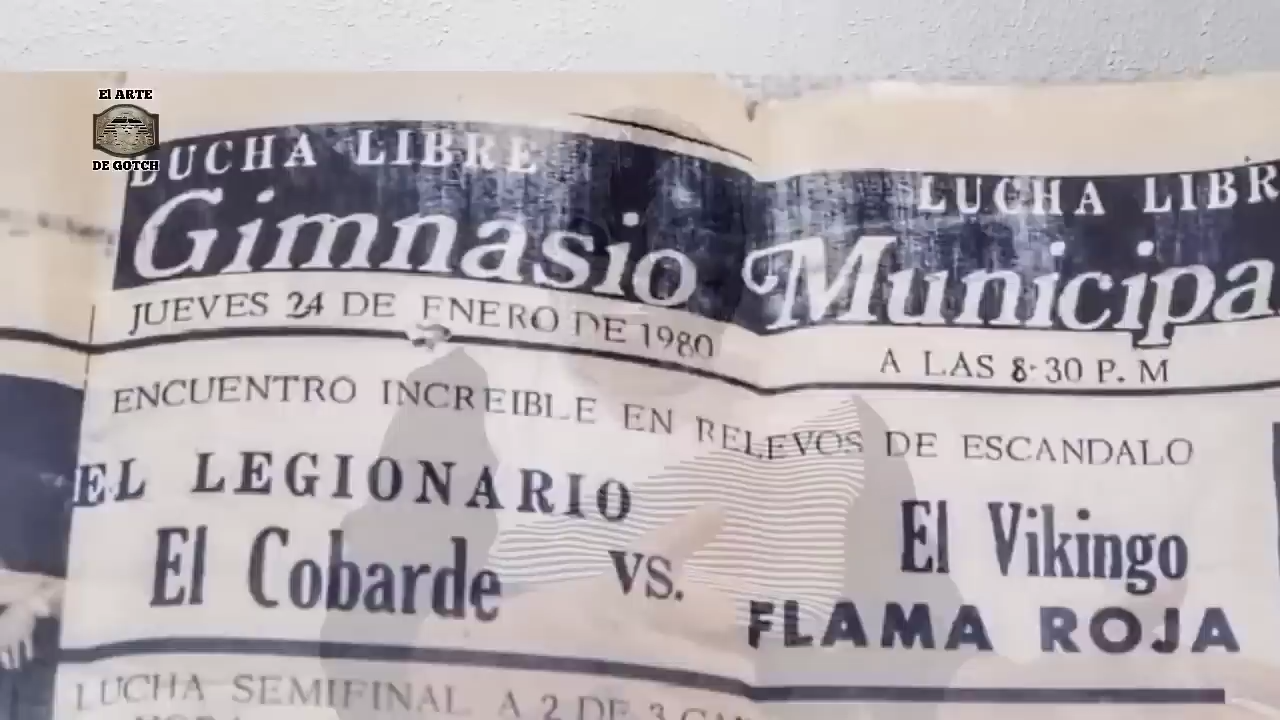 El ARTE
DE GOTCH
LUCHA LIBRE
LUCHA LIBR
Gimnasio Municipa
JUEVES 24 DE ENERO DE 1980
A LAS 8·30 P. M
ENCUENTRO INCREIBLE EN RELEVOS DE ESCANDALO
EL LEGIONARIO
El Cobarde
VS.
El Vikingo
FLAMA ROJA
LUCHA SEMIFINAL A 2 DE 3